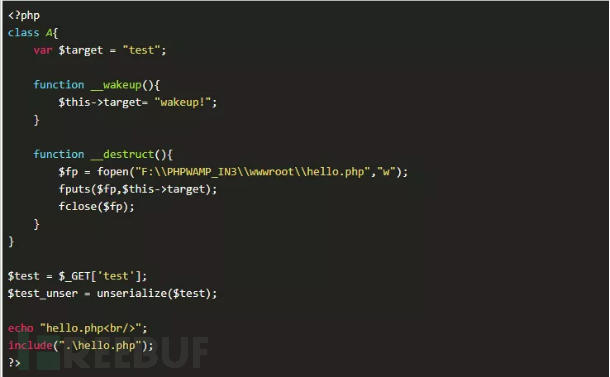 <?php
class A{
    var $target = "test";
    function __wakeup(){
        $this->target= "wakeup!";
    }
    function __destruct(){
        $fp = fopen("F:\\PHPWAMP_IN3\\wwwroot\\hello.php","w");
        fputs($fp,$this->target);
        fclose($fp);
    }
}
$test = $_GET['test'];
$test_unser = unserialize($test);
echo "hello.php<br/>";
include(".\hello.php");
?>
REEBUF